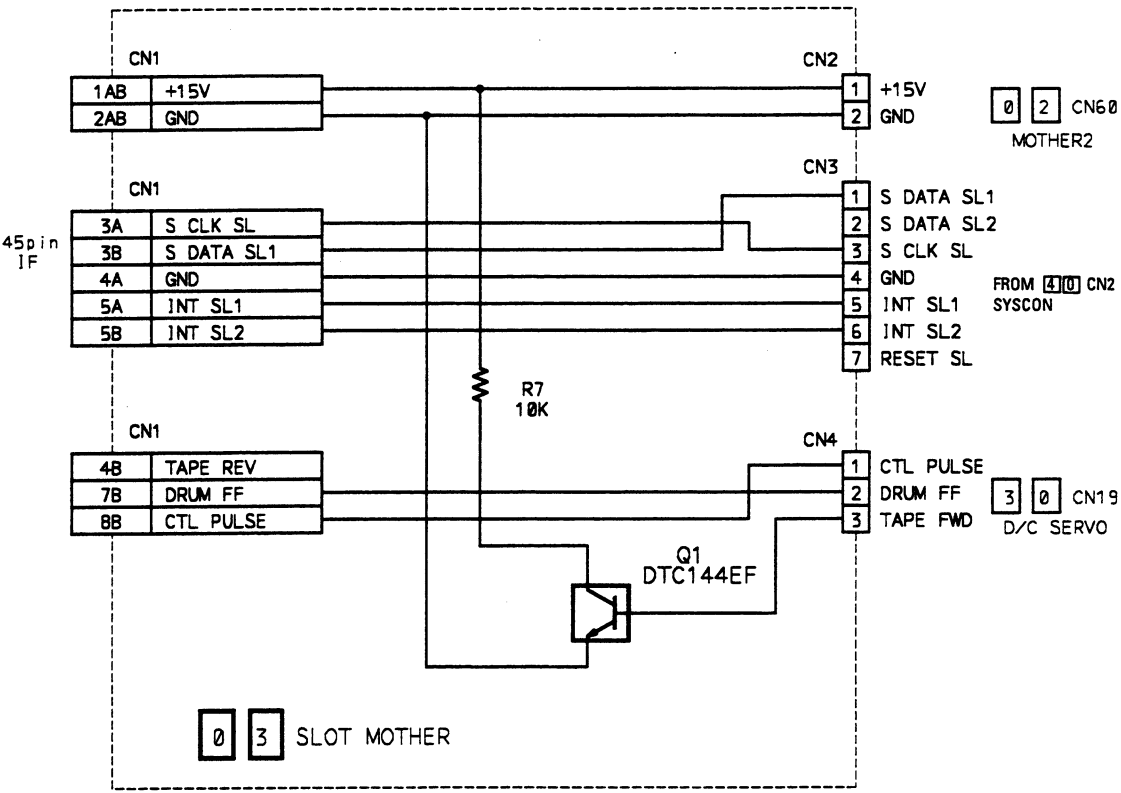 CN1
1AB +15V
2AB GND
CN2
1 +15V
2 GND
0 2 CN60
MOTHER2
45pin
IF
CN1
3A S CLK SL
3B S DATA SL1
4A GND
5A INT SL1
5B INT SL2
CN3
1 S DATA SL1
2 S DATA SL2
3 S CLK SL
4 GND
5 INT SL1
6 INT SL2
7 RESET SL
FROM 40 CN2
SYSCON
R7
10K
CN1
4B TAPE REV
7B DRUM FF
8B CTL PULSE
CN4
1 CTL PULSE
2 DRUM FF
3 TAPE FWD
3 0 CN19
D/C SERVO
Q1
DTC144EF
0 3 SLOT MOTHER